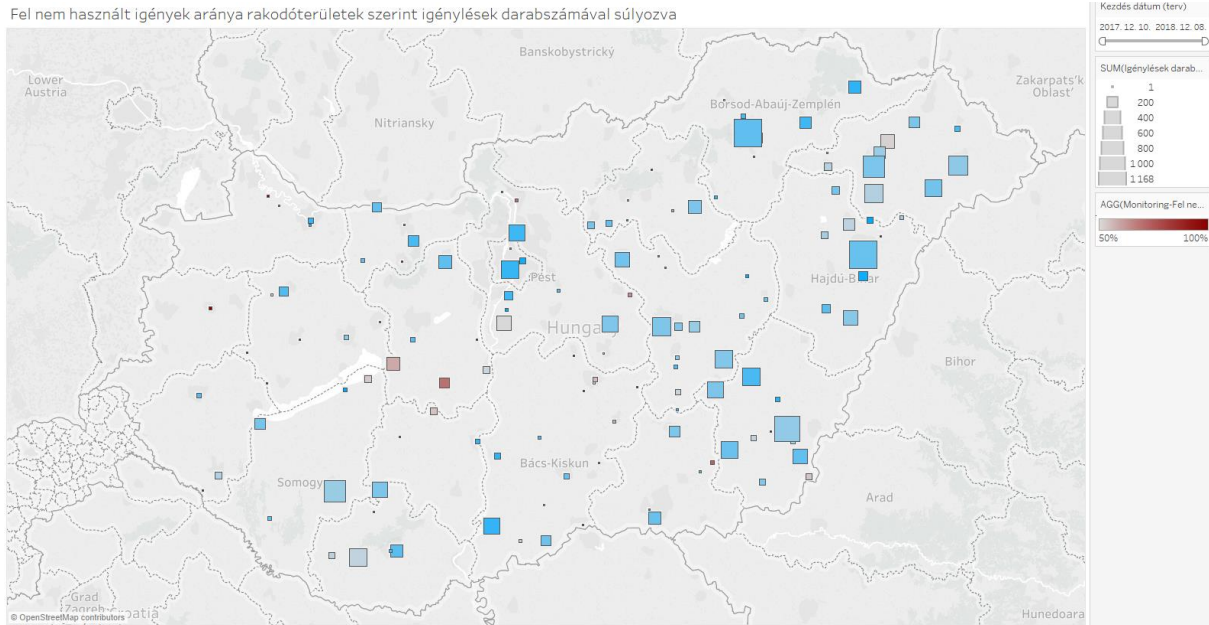 Fel nem használt igények aránya rakodóterületek szerint igénylések darabszámával súlyozva
Kezdés dátum (terv)
2017. 12. 10. 2018. 12. 08.
SUM(Igénylések darab...
1
200
400
600
800
1 000
1 168
AGG(Monitoring-Fel ne...
50% 100%
Banskobystrický
Lower
Austria
Zakarpats'k
Oblast'
Borsod-Abaúj-Zemplén
Nitriansky
Pest
Hajdú-Bihar
Hungary
Bihor
Bács-Kiskun
Somogy
Arad
Grad
Zagreb
Croatia
Hunedoara
© OpenStreetMap contributors